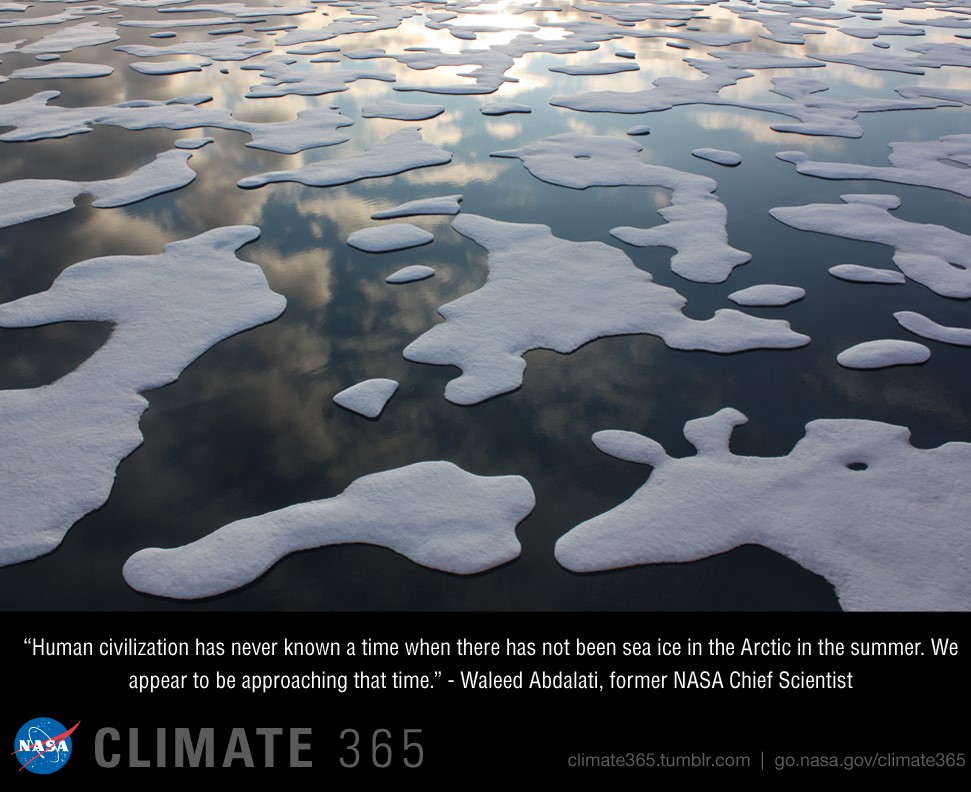 “Human civilization has never known a time when there has not been sea ice in the Arctic in the summer. We
appear to be approaching that time.” - Waleed Abdalati, former NASA Chief Scientist
NASA CLIMATE 365
climate365.tumblr.com | go.nasa.gov/climate365